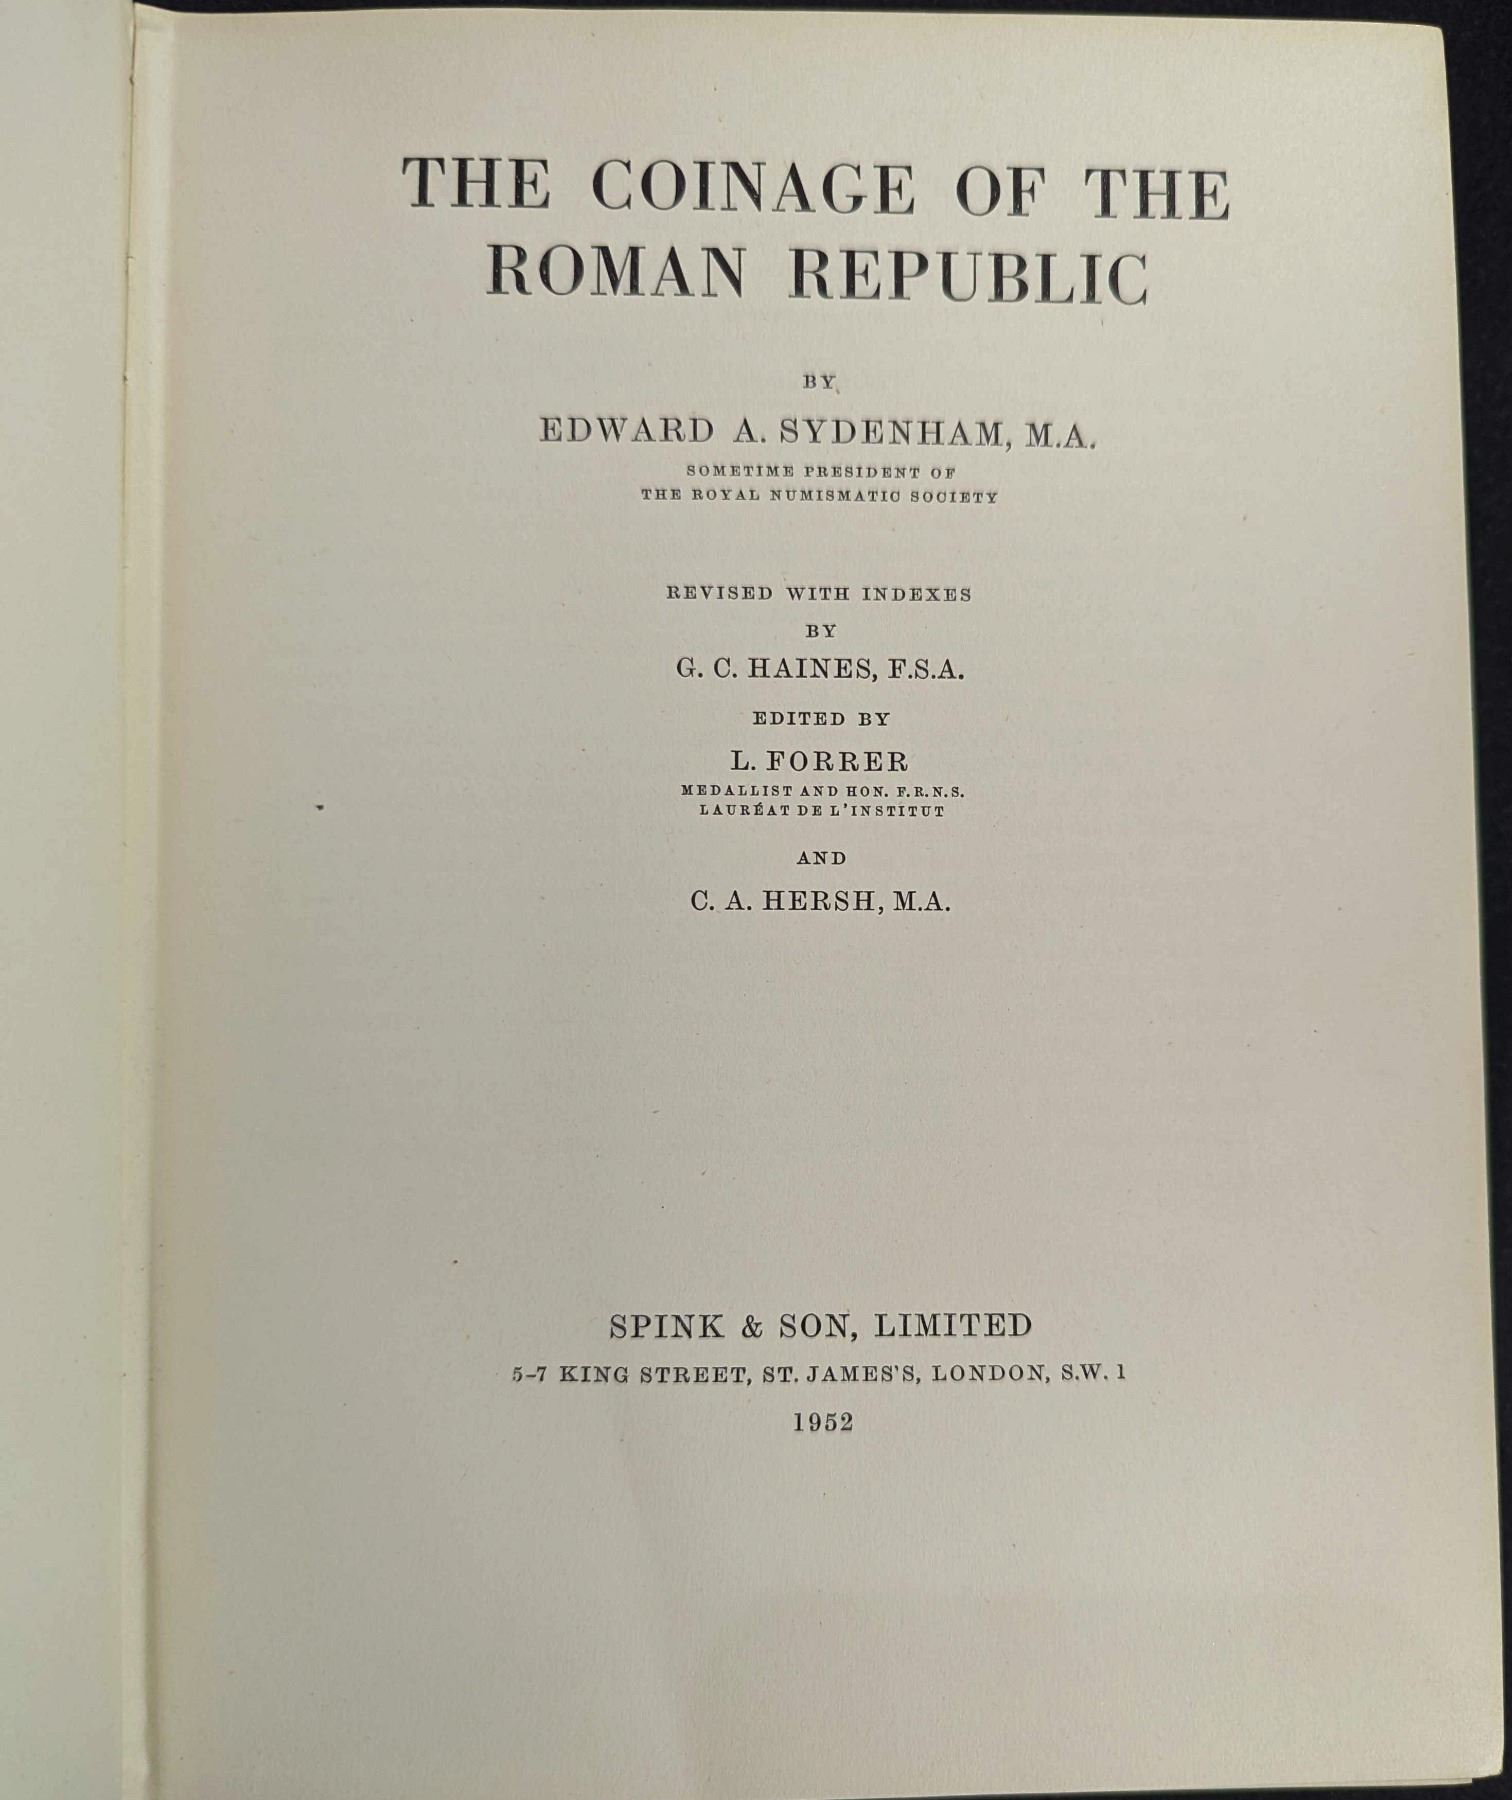 THE COINAGE OF THE
ROMAN REPUBLIC
BY
EDWARD A. SYDENHAM, M.A.
SOMETIME PRESIDENT OF
THE ROYAL NUMISMATIC SOCIETY
REVISED WITH INDEXES
BY
G. C. HAINES, F.S.A.
EDITED BY
L. FORRER
MEDALLIST AND HON. F.R.N.S.
LAURÉAT DE L'INSTITUT
AND
C. A. HERSH, M.A.
SPINK & SON, LIMITED
5–7 KING STREET, ST. JAMES'S, LONDON, S.W. 1
1952